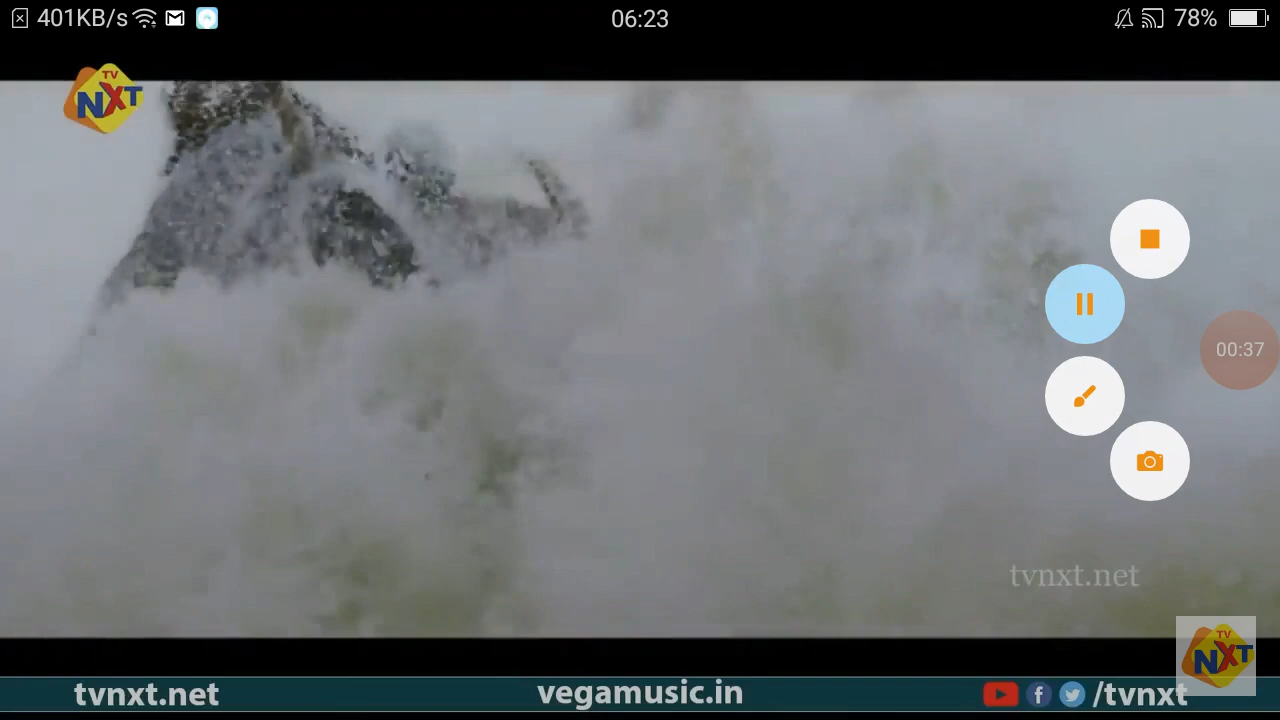 401KB/s 06:23 78%
TV
NXT
00:37
tvnxt.net
TV
NXT
tvnxt.net vegamusic.in /tvnxt